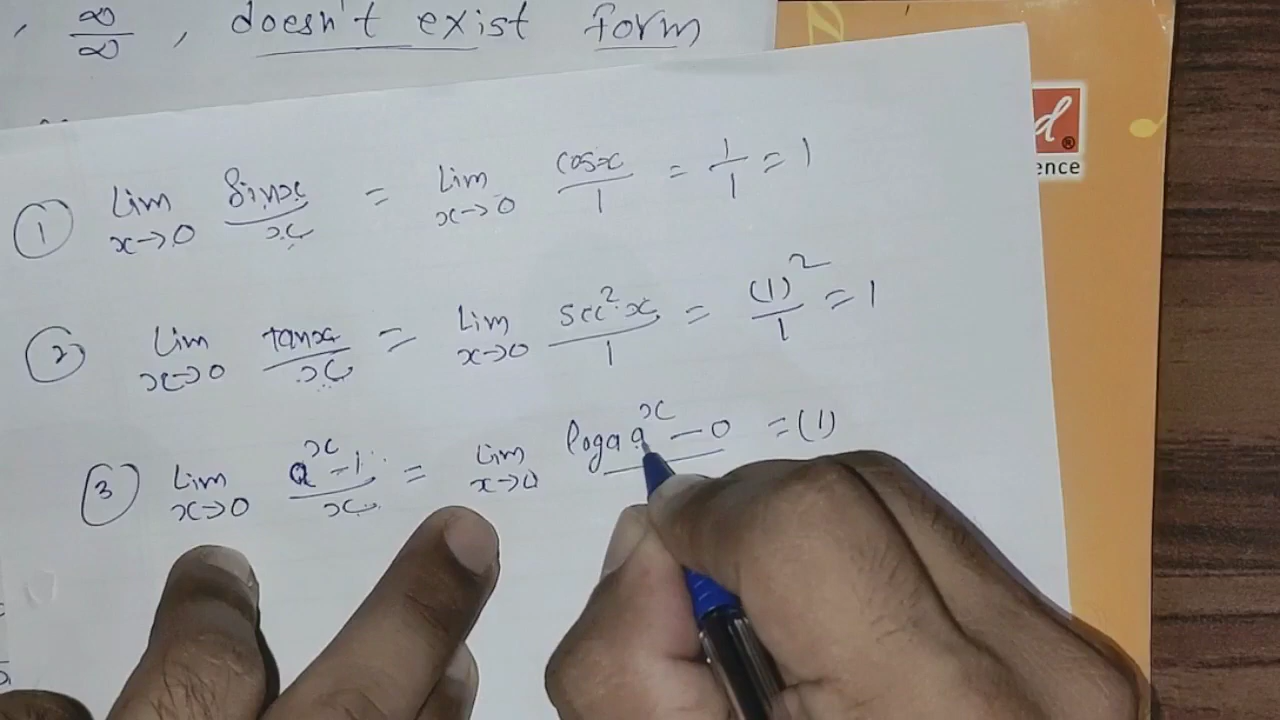 , ∞/∞ , doesn't exist form
① Lim x→0 Sinx/x = Lim x→0 cosx/1 = 1/1 = 1
② Lim x→0 tanx/x = Lim x→0 sec²x/1 = (1)²/1 = 1
③ Lim x→0 aˣ-1/x = Lim x→0 loga aˣ - 0 = (1)
d®
ence